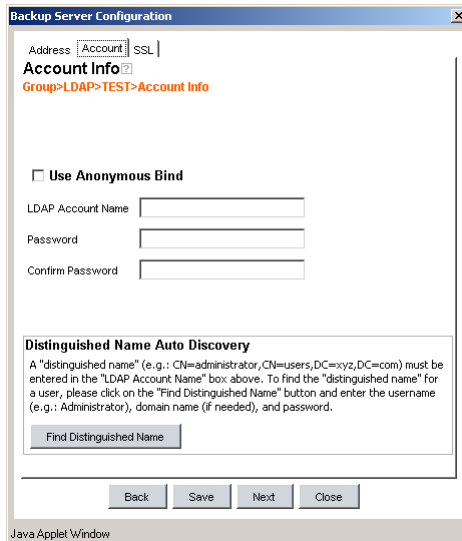 Backup Server Configuration
Address Account SSL
Account Info?
Group>LDAP>TEST>Account Info
Use Anonymous Bind
LDAP Account Name
Password
Confirm Password
Distinguished Name Auto Discovery
A "distinguished name" (e.g.: CN=administrator,CN=users,DC=xyz,DC=com) must be
entered in the "LDAP Account Name" box above. To find the "distinguished name" for
a user, please click on the "Find Distinguished Name" button and enter the username
(e.g.: Administrator), domain name (if needed), and password.
Find Distinguished Name
Back Save Next Close
Java Applet Window